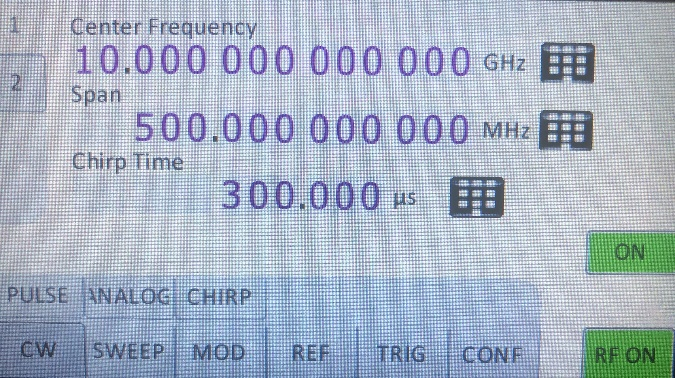 1
Center Frequency
10.000 000 000 000 GHz
2
Span
500.000 000 000 000 MHz
Chirp Time
300.000 µs
ON
PULSE ANALOG CHIRP
CW SWEEP MOD REF TRIG CONF RF ON